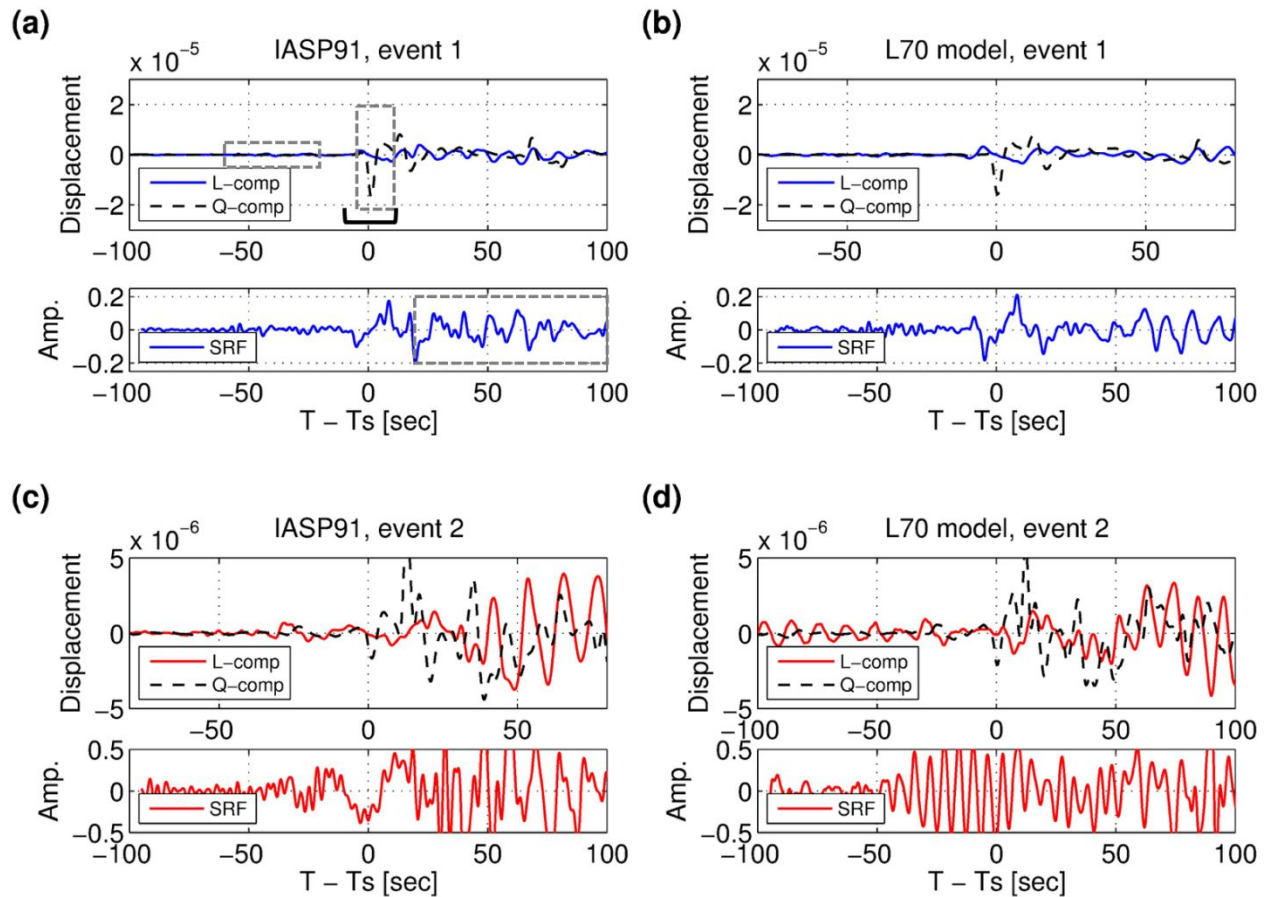 (a)
IASP91, event 1
x 10⁻⁵
Displacement
2
0
−2
L-comp
Q-comp
−100 −50 0 50 100
Amp.
0.2
0
−0.2
SRF
−100 −50 0 50 100
T − Ts [sec]
(b)
L70 model, event 1
x 10⁻⁵
Displacement
2
0
−2
L-comp
Q-comp
−50 0 50
Amp.
0.2
0
−0.2
SRF
−100 −50 0 50 100
T − Ts [sec]
(c)
IASP91, event 2
x 10⁻⁶
Displacement
5
0
−5
L-comp
Q-comp
−50 0 50
Amp.
0.5
0
−0.5
SRF
−100 −50 0 50 100
T − Ts [sec]
(d)
L70 model, event 2
x 10⁻⁶
Displacement
5
0
−5
L-comp
Q-comp
−100 −50 0 50 100
Amp.
0.5
0
−0.5
SRF
−100 −50 0 50 100
T − Ts [sec]